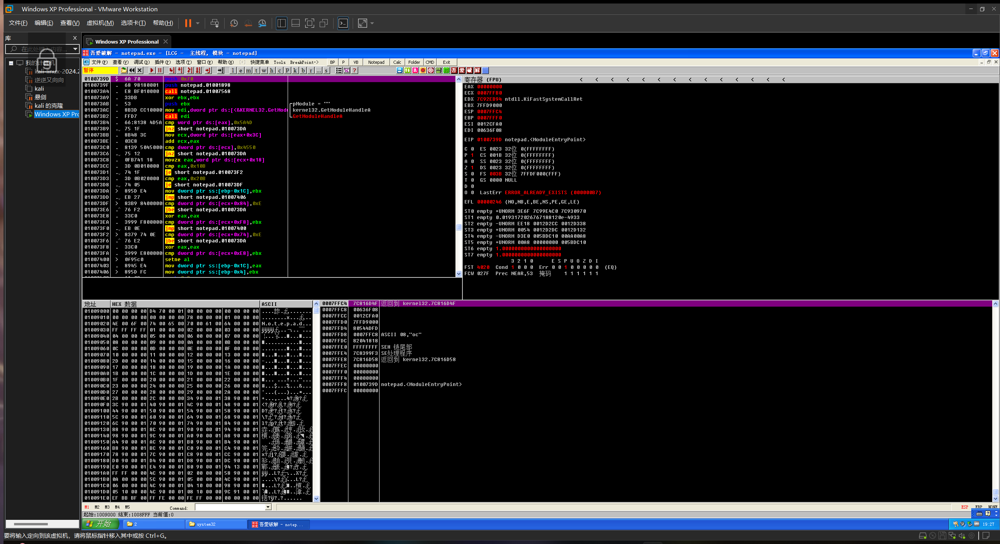 Windows XP Professional - VMware Workstation
文件(F) 编辑(E) 查看(V) 虚拟机(M) 选项卡(T) 帮助(H)
库
在此处键入内容...
我的计算机
kali-linux-2024.2
逆逆又向向
kali
悬剑
kali 的克隆
Windows XP Pro
Windows XP Professional
吾愛破解 - notepad.exe - [LCG - 主线程, 模块 - notepad]
文件(F) 查看(V) 调试(D) 插件(P) 选项(T) 窗口(W) 帮助(H) [+] 快捷菜单 Tools BreakPoint-> BP P VB Notepad Calc Folder CMD Exit
暂停 l e m t w h c p k b r ... s ? 吾 爱 破 解
0100739D $ 6A 70 push 0x70
0100739F . 68 98180001 push notepad.01001898
010073A4 . E8 BF010000 call notepad.01007568
010073A9 . 33DB xor ebx,ebx
010073AB . 53 push ebx pModule = ""
010073AC . 8B3D CC10000 mov edi,dword ptr ds:[<&KERNEL32.GetMod kernel32.GetModuleHandleA
010073B2 . FFD7 call edi GetModuleHandleA
010073B4 . 66:8138 4D5A cmp word ptr ds:[eax],0x5A4D
010073B9 . 75 1F jnz short notepad.010073DA
010073BB . 8B48 3C mov ecx,dword ptr ds:[eax+0x3C]
010073BE . 03C8 add ecx,eax
010073C0 . 8139 5045000 cmp dword ptr ds:[ecx],0x4550
010073C6 . 75 12 jnz short notepad.010073DA
010073C8 . 0FB741 18 movzx eax,word ptr ds:[ecx+0x18]
010073CC . 3D 0B010000 cmp eax,0x10B
010073D1 . 74 1F je short notepad.010073F2
010073D3 . 3D 0B020000 cmp eax,0x20B
010073D8 . 74 05 je short notepad.010073DF
010073DA > 895D E4 mov dword ptr ss:[ebp-0x1C],ebx
010073DD . EB 27 jmp short notepad.01007406
010073DF > 83B9 8400000 cmp dword ptr ds:[ecx+0x84],0xE
010073E6 .^ 76 F2 jbe short notepad.010073DA
010073E8 . 33C0 xor eax,eax
010073EA . 3999 F800000 cmp dword ptr ds:[ecx+0xF8],ebx
010073F0 . EB 0E jmp short notepad.01007400
010073F2 > 8379 74 0E cmp dword ptr ds:[ecx+0x74],0xE
010073F6 .^ 76 E2 jbe short notepad.010073DA
010073F8 . 33C0 xor eax,eax
010073FA . 3999 E800000 cmp dword ptr ds:[ecx+0xE8],ebx
01007400 > 0f95c0 setne al
01007403 . 8945 E4 mov dword ptr ss:[ebp-0x1C],eax
01007406 > 895D FC mov dword ptr ss:[ebp-0x4],ebx
寄存器 (FPU) < < < < < < < < < < < < < <
EAX 00000000
ECX 0007FFB0
EDX 7C92EB94 ntdll.KiFastSystemCallRet
EBX 7FFD9000
ESP 0007FFC4
EBP 0007FFF0
ESI 0012CFA0
EDI 00636F08
EIP 0100739D notepad.<ModuleEntryPoint>
C 0 ES 0023 32位 0(FFFFFFFF)
P 1 CS 001B 32位 0(FFFFFFFF)
A 0 SS 0023 32位 0(FFFFFFFF)
Z 1 DS 0023 32位 0(FFFFFFFF)
S 0 FS 003B 32位 7FFDF000(FFF)
T 0 GS 0000 NULL
D 0
O 0 LastErr ERROR_ALREADY_EXISTS (000000B7)
EFL 00000246 (NO,NB,E,BE,NS,PE,GE,LE)
ST0 empty +UNORM 3E6F 7C99E4C0 7C930970
ST1 empty 0.0193172026767188120e-4933
ST2 empty -UNORM EE18 0012D2CC 0012D338
ST3 empty +UNORM 0054 0012D2DC 0012D132
ST4 empty -UNORM D3E0 005BDC10 00AA00A8
ST5 empty +UNORM 00A8 00000000 005BDC10
ST6 empty 1.0000000000000000000
ST7 empty 1.0000000000000000000
3 2 1 0 E S P U O Z D I
FST 4020 Cond 1 0 0 0 Err 0 0 1 0 0 0 0 0 (EQ)
FCW 027F Prec NEAR,53 掩码 1 1 1 1 1 1
地址 HEX 数据 ASCII
01009000 00 00 00 00 D4 70 00 01 00 00 00 00 00 00 00 00
01009010 00 00 00 00 00 00 00 00 78 00 00 00 01 00 00 00
01009020 4E 00 6F 00 74 00 65 00 70 00 61 00 64 00 00 00 N.o.t.e.p.a.d...
01009030 FF FF FF FF 01 00 00 00 02 00 00 00 03 00 00 00
01009040 04 00 00 00 05 00 00 00 06 00 00 00 07 00 00 00
01009050 08 00 00 00 09 00 00 00 0A 00 00 00 0B 00 00 00
01009060 0C 00 00 00 0D 00 00 00 0E 00 00 00 0F 00 00 00
01009070 10 00 00 00 11 00 00 00 12 00 00 00 13 00 00 00
01009080 2D 00 00 00 14 00 00 00 15 00 00 00 16 00 00 00
01009090 17 00 00 00 18 00 00 00 19 00 00 00 1A 00 00 00
010090A0 1B 00 00 00 1C 00 00 00 1D 00 00 00 1E 00 00 00
010090B0 1F 00 00 00 20 00 00 00 21 00 00 00 22 00 00 00
010090C0 23 00 00 00 24 00 00 00 25 00 00 00 26 00 00 00 #...$...%...&...
010090D0 27 00 00 00 28 00 00 00 29 00 00 00 2A 00 00 00 '...(...)...*...
010090E0 2B 00 00 00 2C 00 00 00 34 90 00 01 38 90 00 01
010090F0 3C 90 00 01 40 90 00 01 4C 90 00 01 48 90 00 01
01009100 44 90 00 01 50 90 00 01 54 90 00 01 58 90 00 01
01009110 5C 90 00 01 60 90 00 01 64 90 00 01 68 90 00 01
01009120 6C 90 00 01 70 90 00 01 74 90 00 01 84 90 00 01
01009130 88 90 00 01 8C 90 00 01 90 90 00 01 94 90 00 01
01009140 98 90 00 01 9C 90 00 01 A0 90 00 01 A8 90 00 01
01009150 A4 90 00 01 AC 90 00 01 B0 90 00 01 B4 90 00 01
01009160 B8 90 00 01 BC 90 00 01 C0 90 00 01 C4 90 00 01
01009170 78 90 00 01 7C 90 00 01 C8 90 00 01 CC 90 00 01
01009180 D0 90 00 01 D4 90 00 01 D8 90 00 01 DC 90 00 01
01009190 E0 90 00 01 E4 90 00 01 80 90 00 01 94 13 00 01
010091A0 FF FF 00 00 4C 90 00 01 02 00 00 00 58 90 00 01
010091B0 0A 00 00 00 5C 90 00 01 05 00 00 00 4C 90 00 01
010091C0 06 00 00 00 4C 90 00 01 04 10 00 00 98 90 00 01
010091D0 05 10 00 00 4C 90 00 01 08 10 00 00 9C 91 00 01
010091E0 EF BB BF 00 FF FE 00 00 FE FF 00 00 00 00 00 00
0007FFC4 7C816D4F 返回到 kernel32.7C816D4F
0007FFC8 00636F08
0007FFCC 0012CFA0
0007FFD0 7FFD9000
0007FFD4 80544DFD
0007FFD8 0007FFC8 ASCII 08,"oc"
0007FFDC 82041818
0007FFE0 FFFFFFFF SEH 链尾部
0007FFE4 7C8399F3 SE处理程序
0007FFE8 7C816D58 返回到 kernel32.7C816D58
0007FFEC 00000000
0007FFF0 00000000
0007FFF4 00000000
0007FFF8 0100739D notepad.<ModuleEntryPoint>
0007FFFC 00000000
M1 M2 M3 M4 M5 Command: ESP EBP NONE
起始:1009000 结束:1008FFF 当前值:0
开始 2 system32 吾愛破解 - notep... 19:27
要将输入定向到该虚拟机，请将鼠标指针移入其中或按 Ctrl+G。